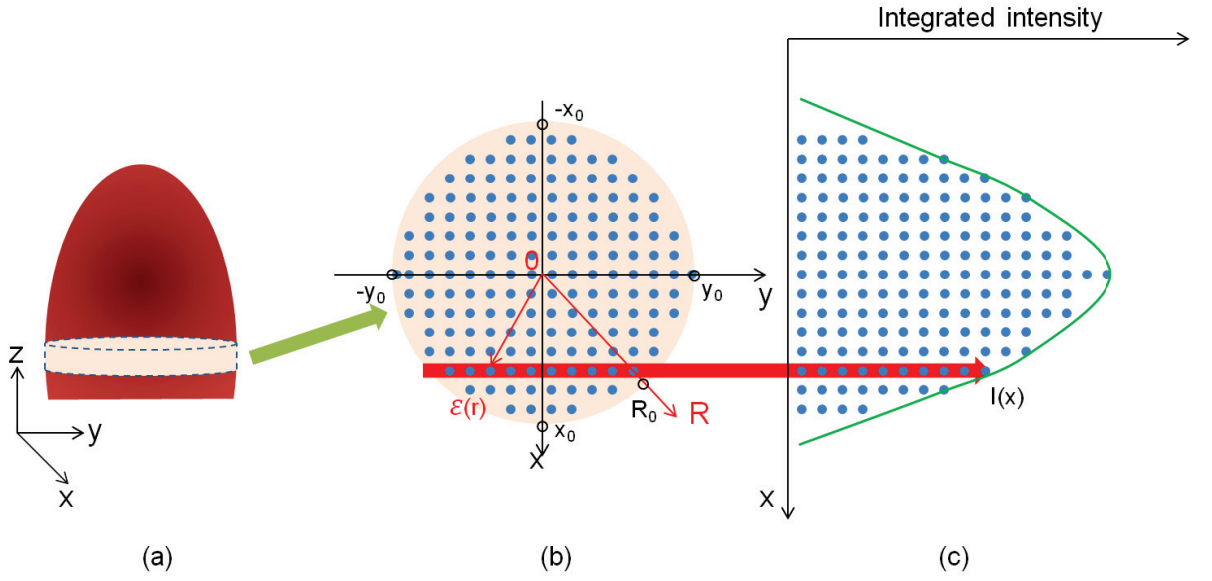 Integrated intensity
-x₀
0
-y₀
y₀
y
z
y
x
Ɛ(r)
R₀
R
I(x)
x₀
x
x
(a)
(b)
(c)